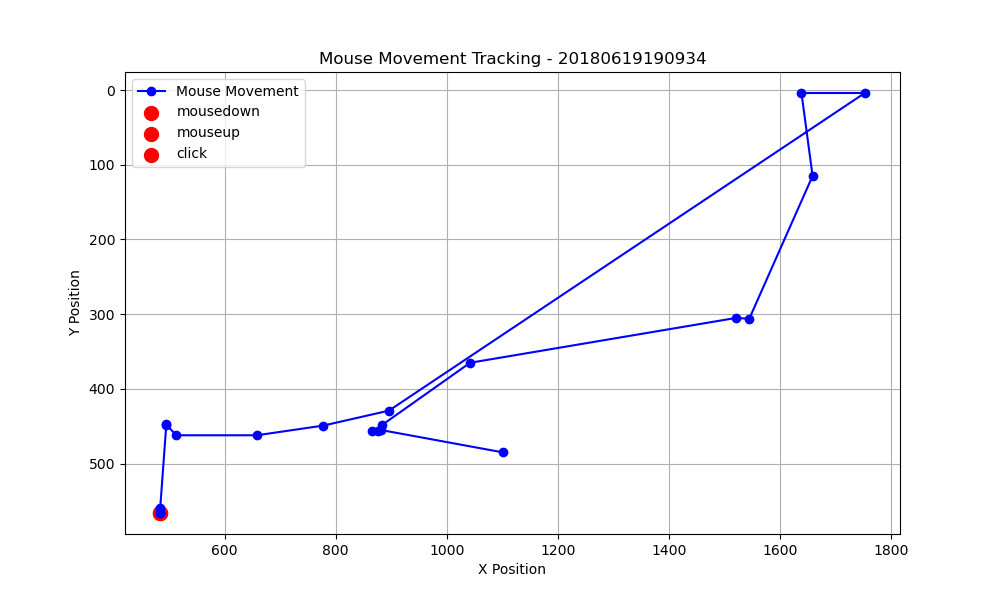 Mouse Movement Tracking - 20180619190934
Mouse Movement
mousedown
mouseup
click
0
100
200
300
400
500
Y Position
600
800
1000
1200
1400
1600
1800
X Position